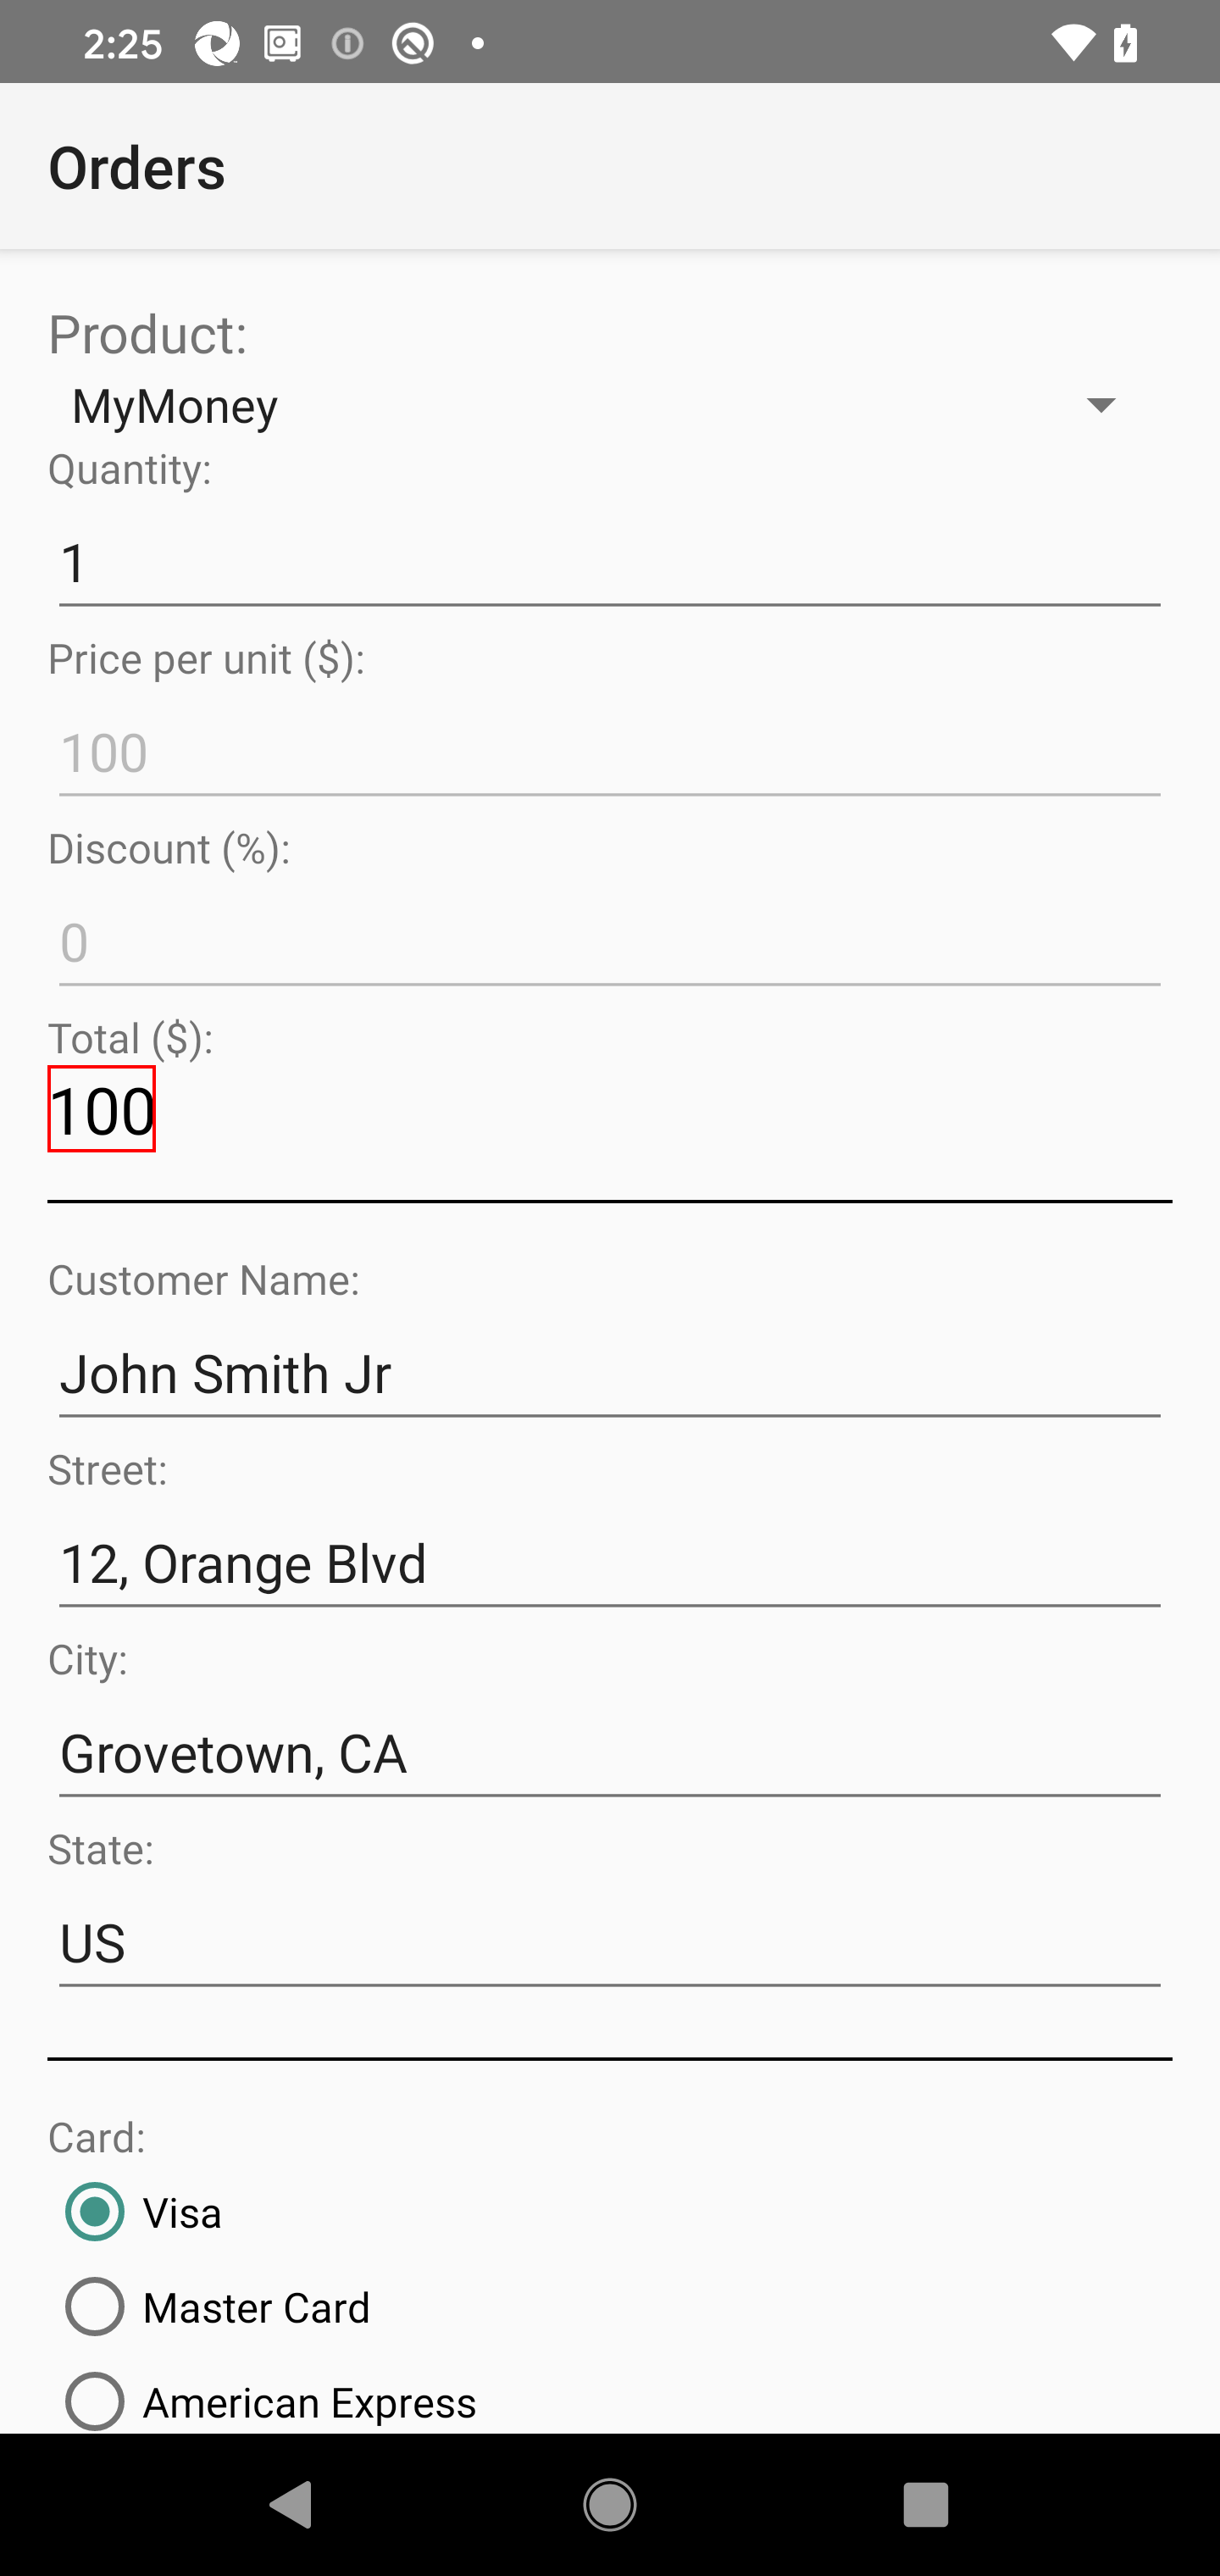 2:25
Orders
Product:
MyMoney
Quantity:
1
Price per unit ($):
100
Discount (%):
0
Total ($):
100
Customer Name:
John Smith Jr
Street:
12, Orange Blvd
City:
Grovetown, CA
State:
US
Card:
Visa
Master Card
American Express